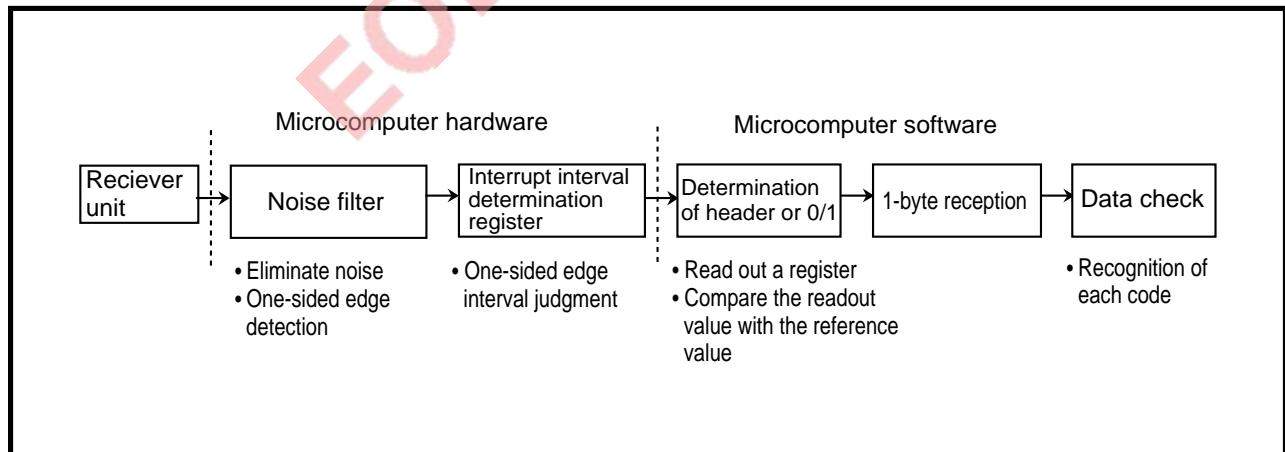 EO
Microcomputer hardware
Microcomputer software
Reciever
unit
Noise filter
Interrupt interval
determination
register
Determination
of header or 0/1
1-byte reception
Data check
• Eliminate noise
• One-sided edge
detection
• One-sided edge
interval judgment
• Read out a register
• Compare the readout
value with the reference
value
• Recognition of
each code